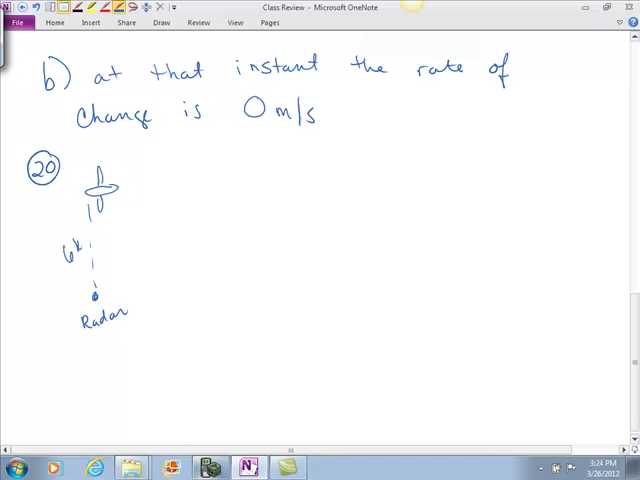 Class Review - Microsoft OneNote
File Home Insert Share Draw Review View Pages
b) at that instant the rate of
change is 0 m/s
20
6k
Radar
3:24 PM
3/26/2012